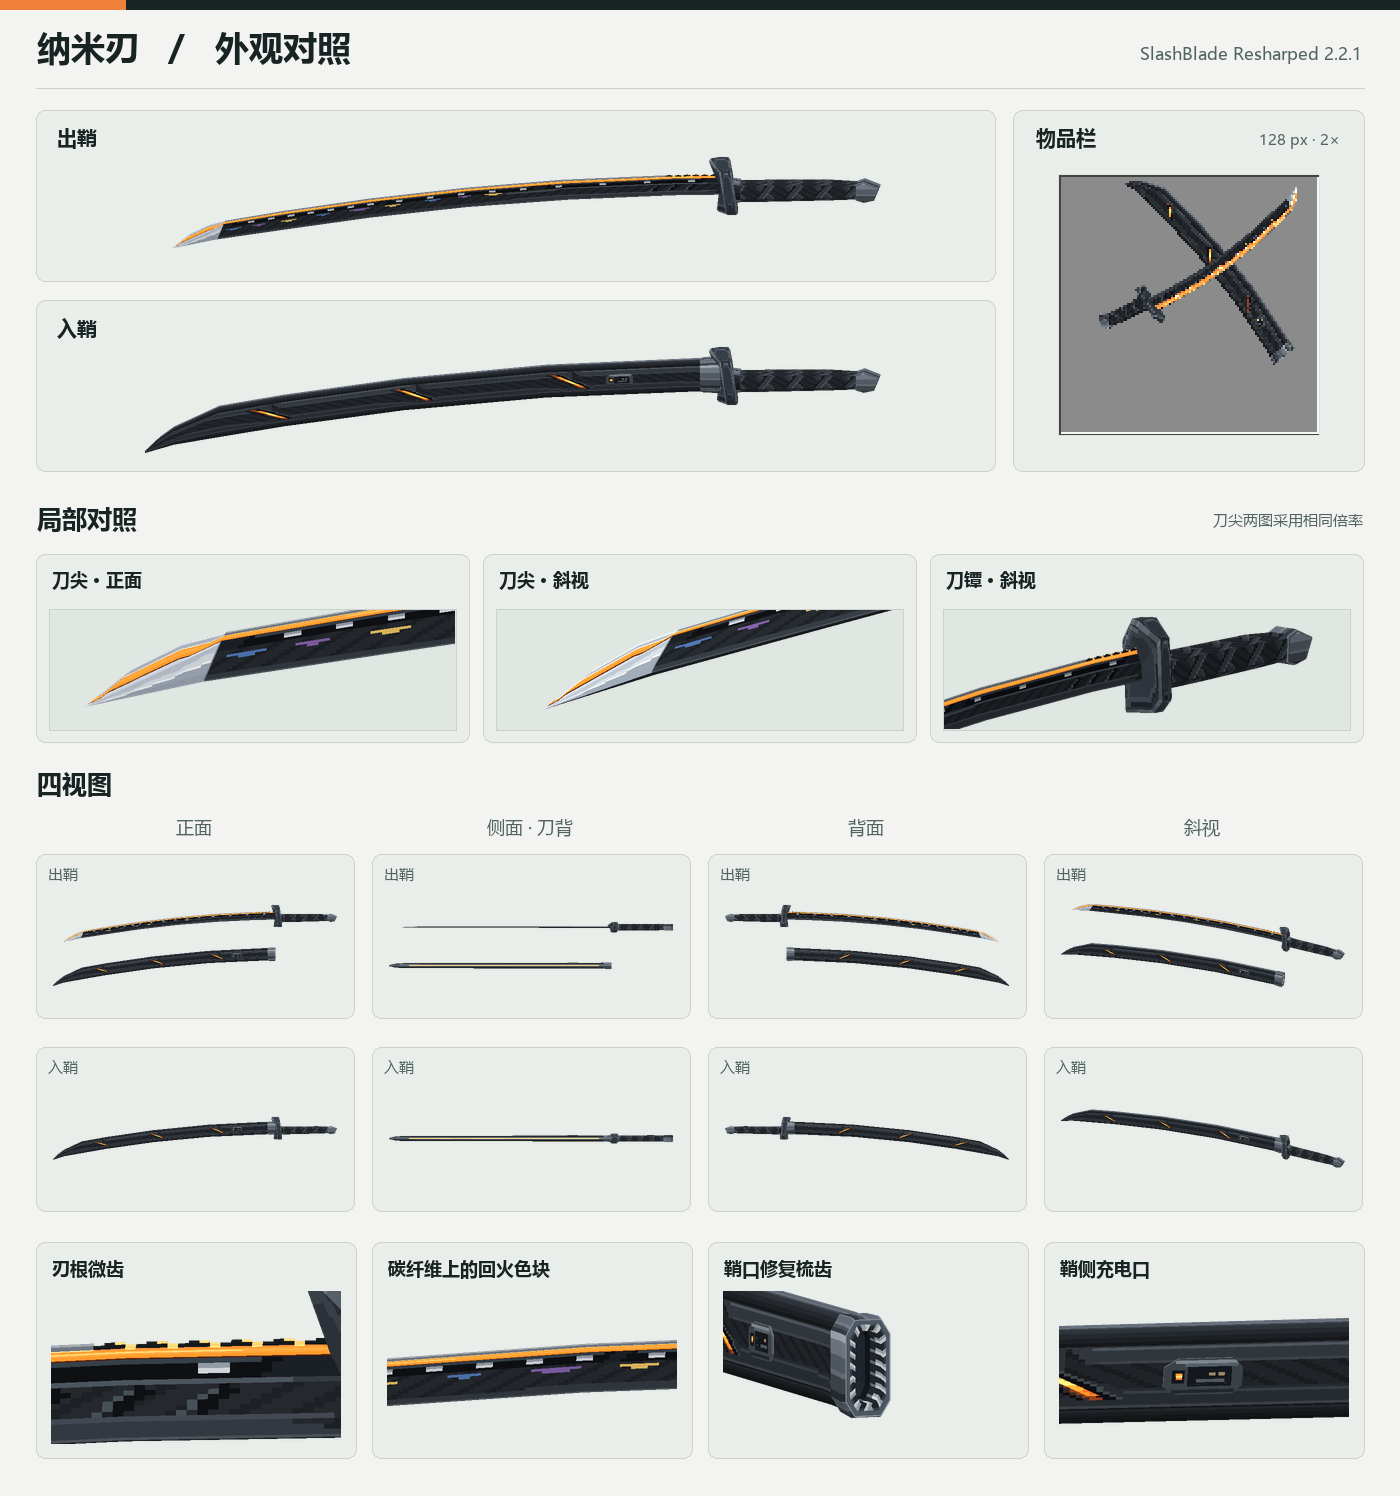 纳米刃 / 外观对照
SlashBlade Resharped 2.2.1
出鞘
物品栏
128 px · 2×
入鞘
局部对照
刀尖两图采用相同倍率
刀尖 • 正面
刀尖 • 斜视
刀镡 • 斜视
四视图
正面
侧面 · 刀背
背面
斜视
出鞘
出鞘
出鞘
出鞘
入鞘
入鞘
入鞘
入鞘
刃根微齿
碳纤维上的回火色块
鞘口修复梳齿
鞘侧充电口